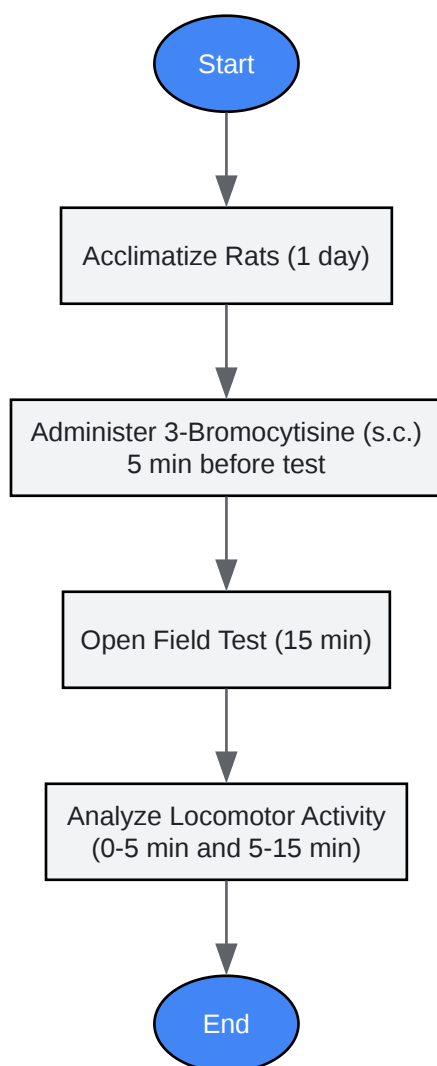 Start
Acclimatize Rats (1 day)
Administer 3-Bromocytisine (s.c.)
5 min before test
Open Field Test (15 min)
Analyze Locomotor Activity
(0-5 min and 5-15 min)
End